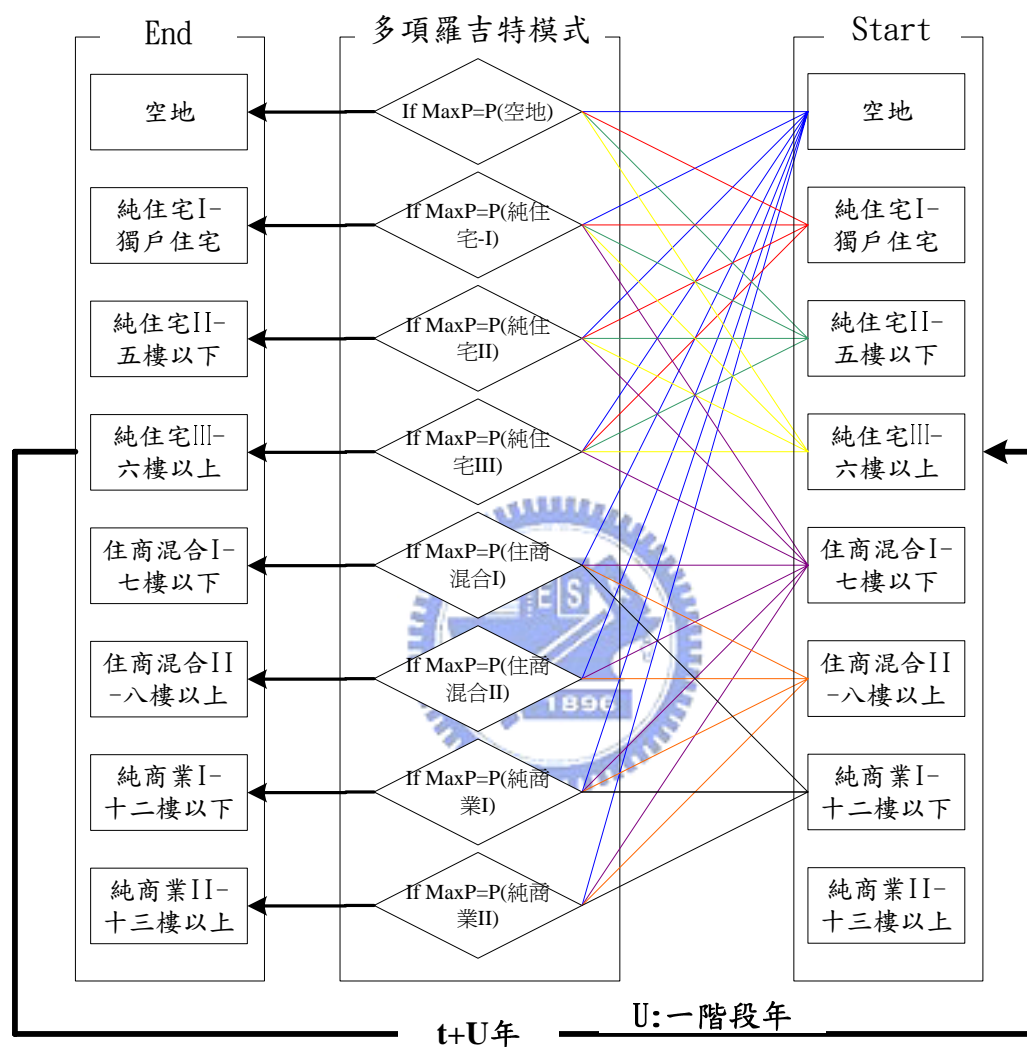 End
多項羅吉特模式
Start
空地
If MaxP=P(空地)
空地
純住宅I-
獨戶住宅
If MaxP=P(純住
宅-I)
純住宅I-
獨戶住宅
純住宅II-
五樓以下
If MaxP=P(純住
宅II)
純住宅II-
五樓以下
純住宅III-
六樓以上
If MaxP=P(純住
宅III)
純住宅III-
六樓以上
住商混合I-
七樓以下
If MaxP=P(住商
混合I)
住商混合I-
七樓以下
ES
住商混合II
-八樓以上
If MaxP=P(住商
混合II)
住商混合II
-八樓以上
1896
純商業I-
十二樓以下
If MaxP=P(純商
業I)
純商業I-
十二樓以下
純商業II-
十三樓以上
If MaxP=P(純商
業II)
純商業II-
十三樓以上
t+U年
U:一階段年